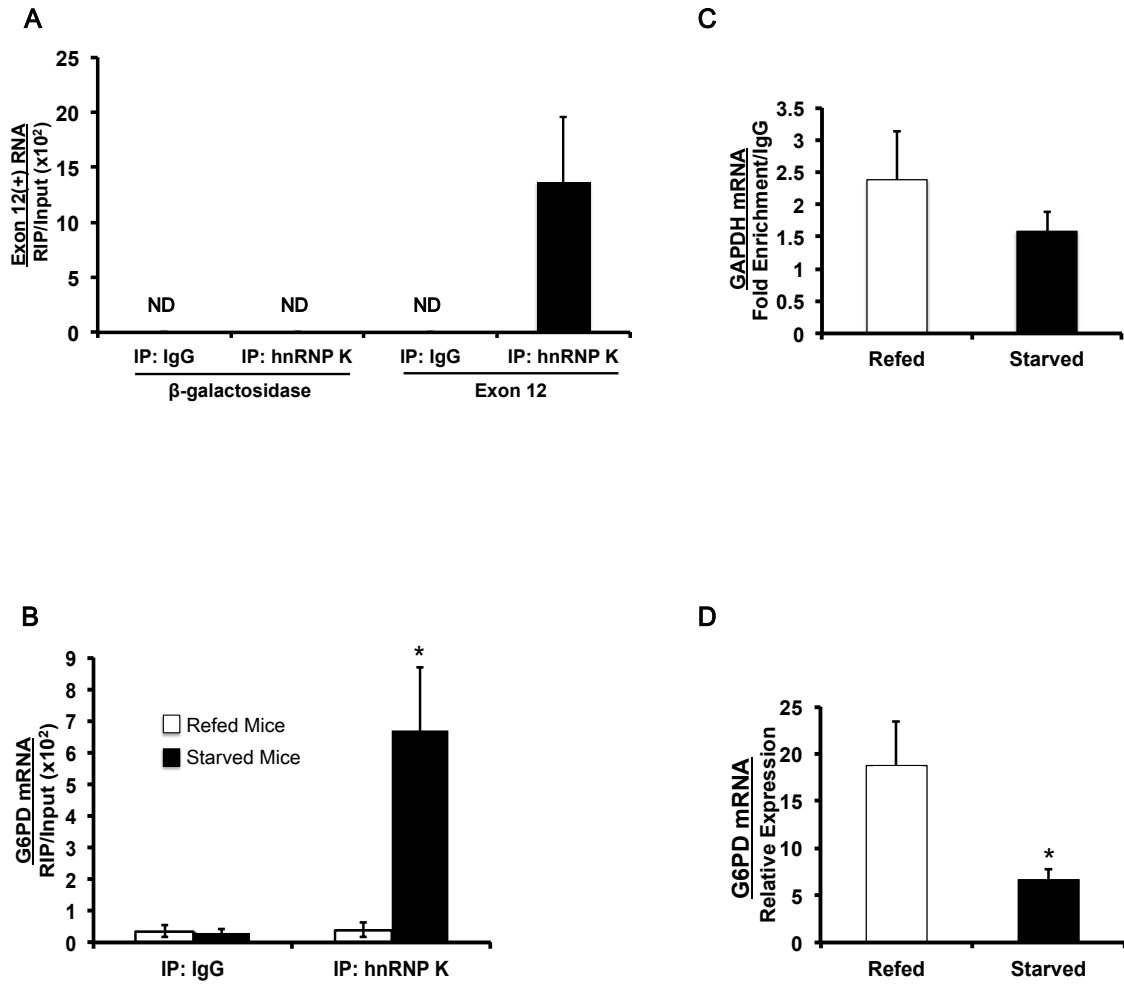 A
Exon 12(+) RNA
RIP/Input (x10²)
25
20
15
10
5
0
ND
ND
ND
IP: IgG
IP: hnRNP K
IP: IgG
IP: hnRNP K
β-galactosidase
Exon 12
C
GAPDH mRNA
Fold Enrichment/IgG
3.5
3
2.5
2
1.5
1
0.5
0
Refed
Starved
B
G6PD mRNA
RIP/Input (x10²)
9
8
7
6
5
4
3
2
1
0
*
Refed Mice
Starved Mice
IP: IgG
IP: hnRNP K
D
G6PD mRNA
Relative Expression
25
20
15
10
5
0
*
Refed
Starved